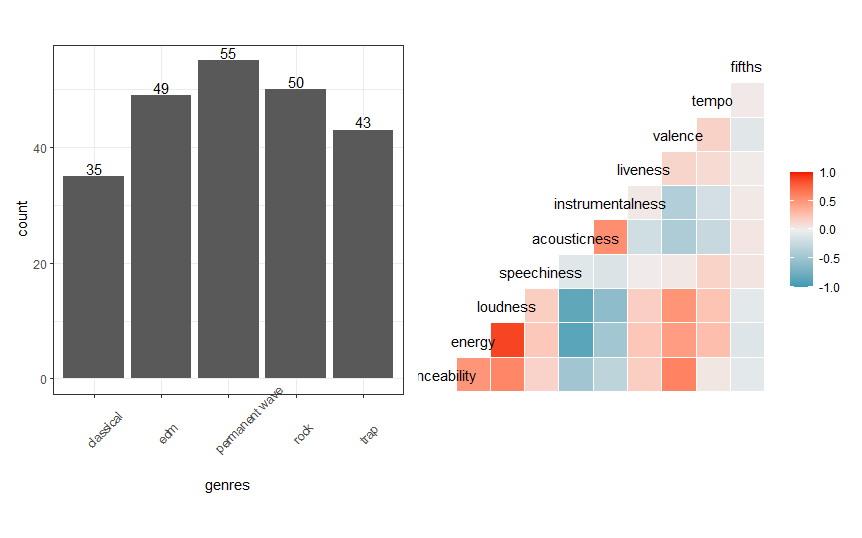 55
50
49
43
35
40
20
0
count
classical
edm
permanent wave
rock
trap
genres
fifths
tempo
valence
liveness
instrumentalness
acousticness
speechiness
loudness
energy
nceability
1.0
0.5
0.0
-0.5
-1.0